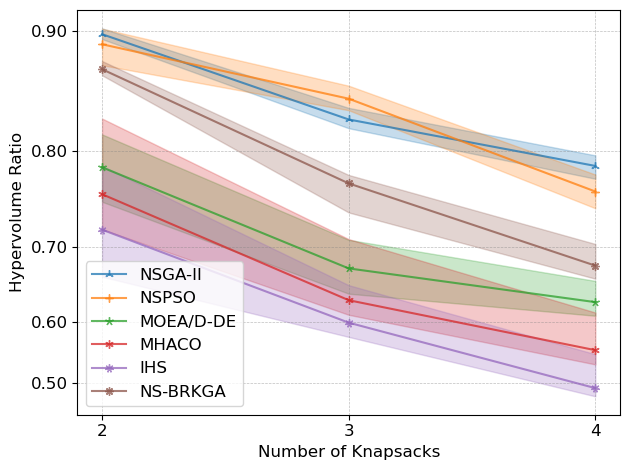 Hypervolume Ratio
0.90
0.80
0.70
0.60
0.50
NSGA-II
NSPSO
MOEA/D-DE
MHACO
IHS
NS-BRKGA
2
3
4
Number of Knapsacks